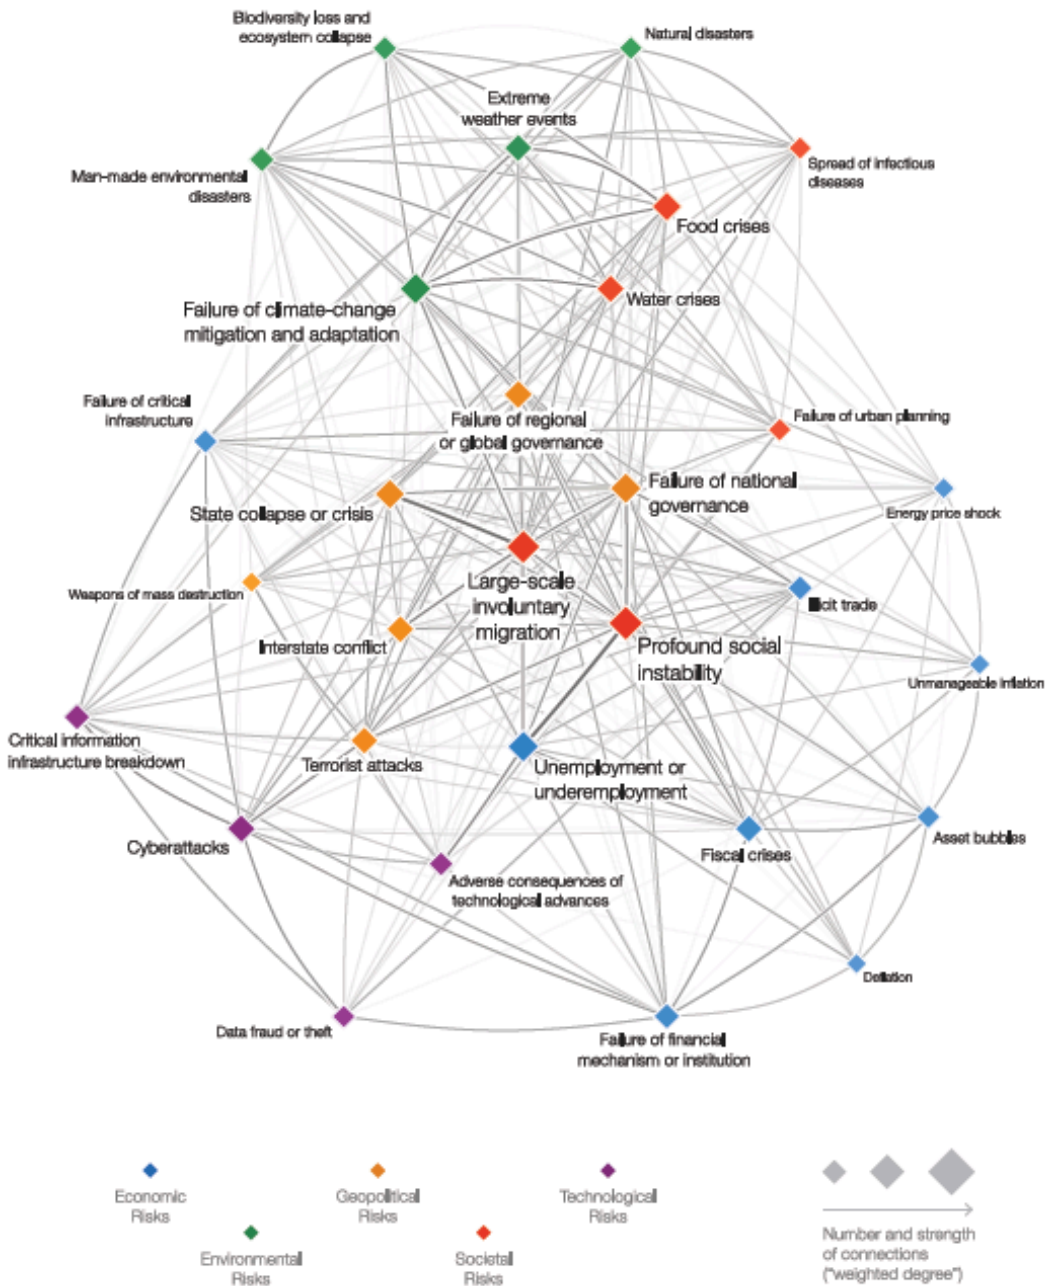 Biodiversity loss and
ecosystem collapse
Natural disasters
Extreme
weather events
Man-made environmental
disasters
Spread of infectious
diseases
Food crises
Water crises
Failure of climate-change
mitigation and adaptation
Failure of critical
infrastructure
Failure of regional
or global governance
Failure of urban planning
State collapse or crisis
Failure of national
governance
Energy price shock
Weapons of mass destruction
Large-scale
involuntary
migration
Illicit trade
Interstate conflict
Profound social
instability
Unmanageable inflation
Critical information
infrastructure breakdown
Terrorist attacks
Unemployment or
underemployment
Cyberattacks
Fiscal crises
Asset bubbles
Adverse consequences of
technological advances
Deflation
Data fraud or theft
Failure of financial
mechanism or institution
Economic
Risks
Geopolitical
Risks
Technological
Risks
Environmental
Risks
Societal
Risks
Number and strength
of connections
("weighted degree")